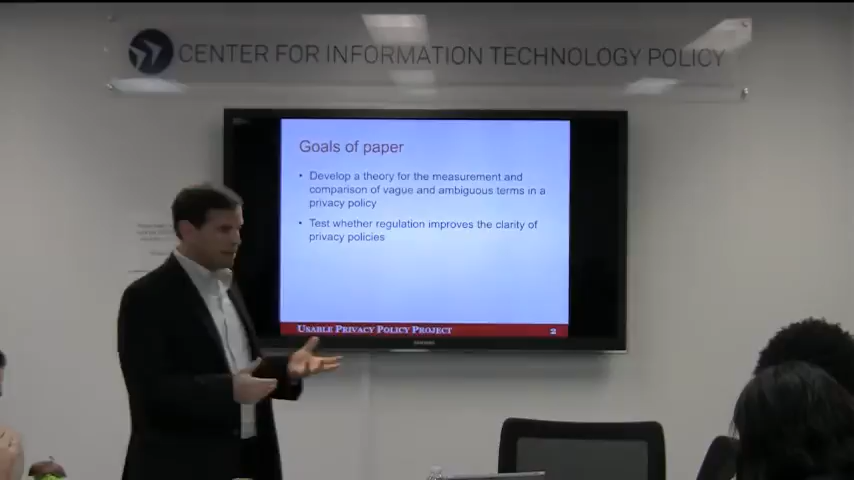 CENTER FOR INFORMATION TECHNOLOGY POLICY
Goals of paper
• Develop a theory for the measurement and
comparison of vague and ambiguous terms in a
privacy policy
• Test whether regulation improves the clarity of
privacy policies
USABLE PRIVACY POLICY PROJECT 2